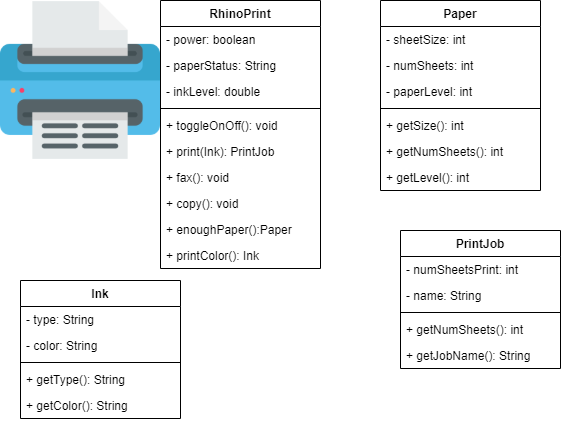 RhinoPrint
- power: boolean
- paperStatus: String
- inkLevel: double
+ toggleOnOff(): void
+ print(Ink): PrintJob
+ fax(): void
+ copy(): void
+ enoughPaper():Paper
+ printColor(): Ink
Paper
- sheetSize: int
- numSheets: int
- paperLevel: int
+ getSize(): int
+ getNumSheets(): int
+ getLevel(): int
PrintJob
- numSheetsPrint: int
- name: String
+ getNumSheets(): int
+ getJobName(): String
Ink
- type: String
- color: String
+ getType(): String
+ getColor(): String